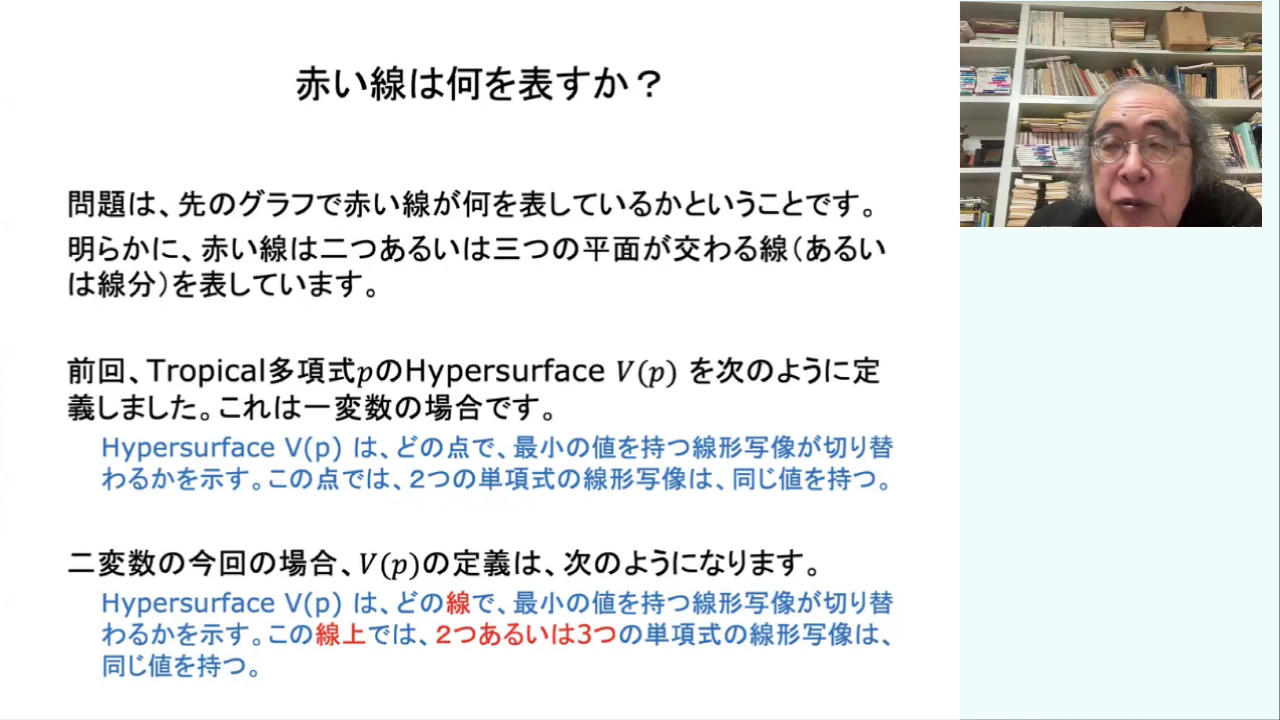 赤い線は何を表すか？
問題は、先のグラフで赤い線が何を表しているかということです。
明らかに、赤い線は二つあるいは三つの平面が交わる線（あるい
は線分）を表しています。
前回、Tropical多項式pのHypersurface V(p) を次のように定
義しました。これは一変数の場合です。
Hypersurface V(p) は、どの点で、最小の値を持つ線形写像が切り替
わるかを示す。この点では、２つの単項式の線形写像は、同じ値を持つ。
二変数の今回の場合、V(p)の定義は、次のようになります。
Hypersurface V(p) は、どの線で、最小の値を持つ線形写像が切り替
わるかを示す。この線上では、２つあるいは3つの単項式の線形写像は、
同じ値を持つ。